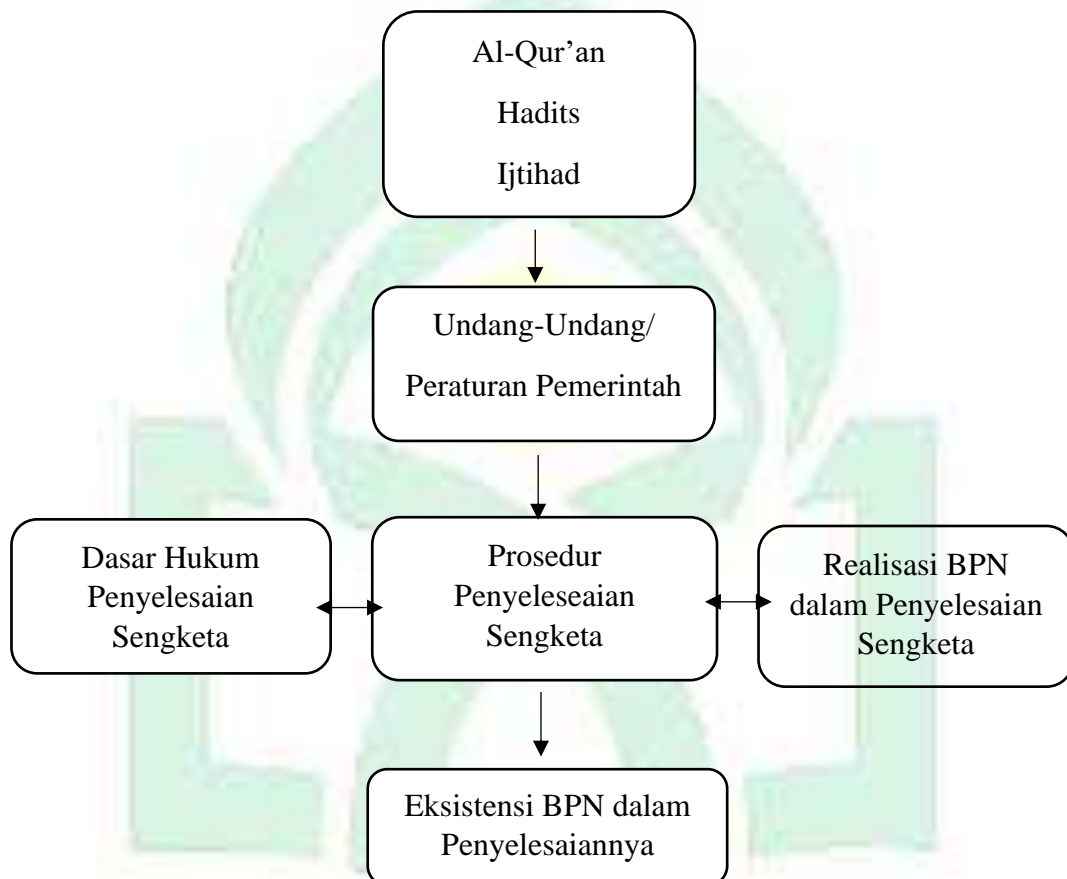 Al-Qur’an
Hadits
Ijtihad
Undang-Undang/
Peraturan Pemerintah
Dasar Hukum
Penyelesaian
Sengketa
Prosedur
Penyeleseaian
Sengketa
Realisasi BPN
dalam Penyelesaian
Sengketa
Eksistensi BPN dalam
Penyelesaiannya